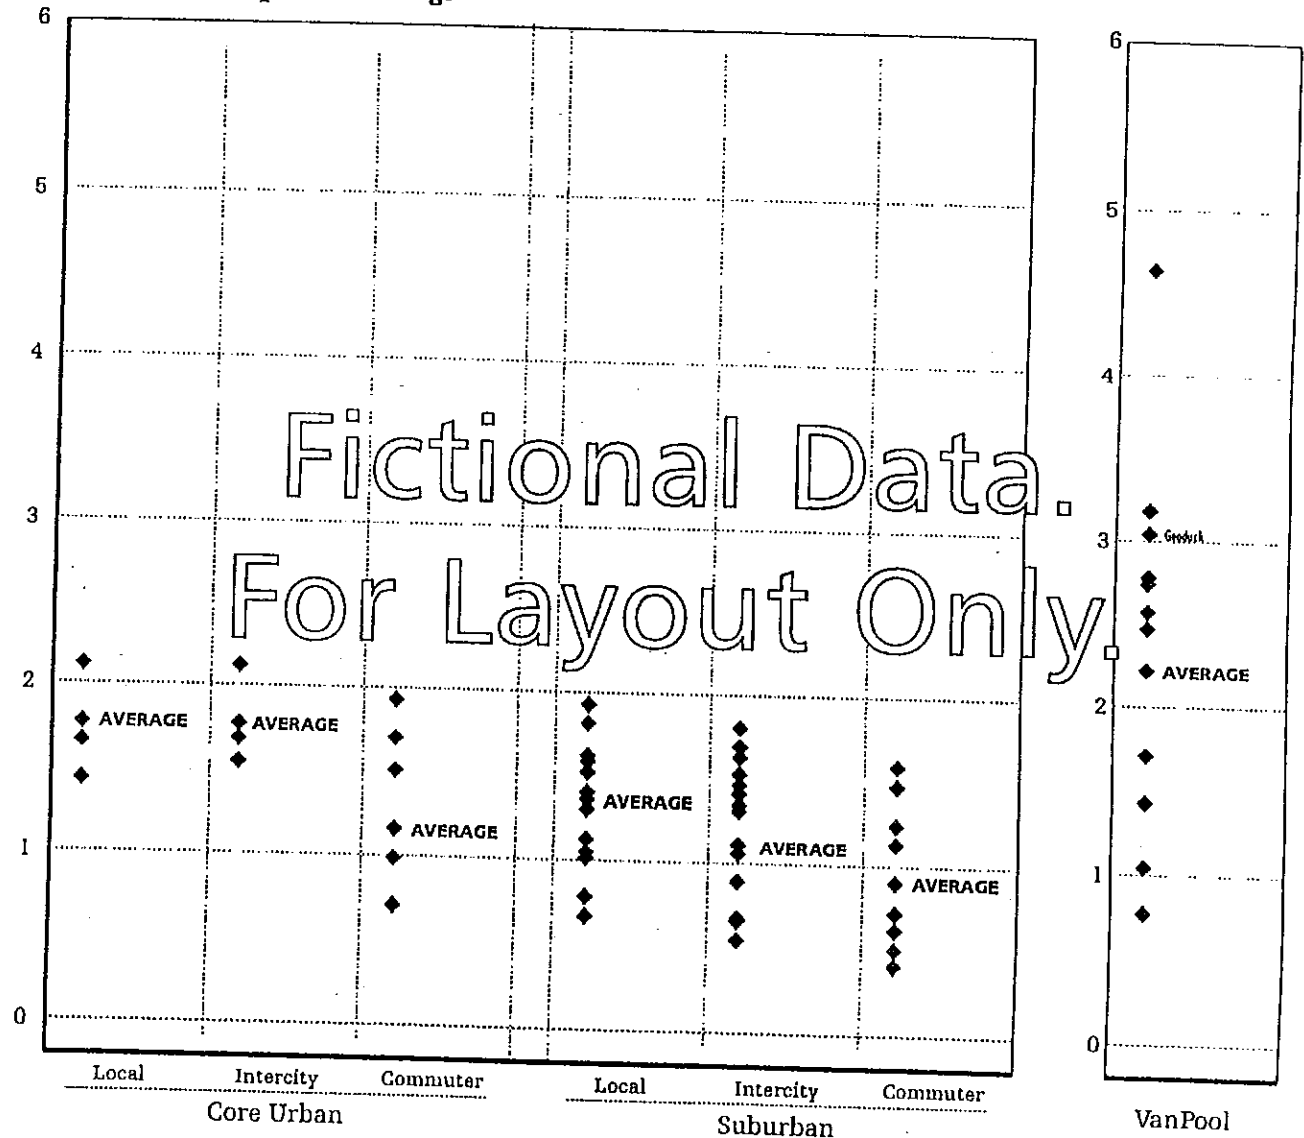 6
5
4
3
2
1
0
Fictional Data.
For Layout Only.
AVERAGE
AVERAGE
AVERAGE
AVERAGE
AVERAGE
AVERAGE
Local Intercity Commuter
Core Urban
Local Intercity Commuter
Suburban
6
5
4
3
2
1
0
AVERAGE
VanPool